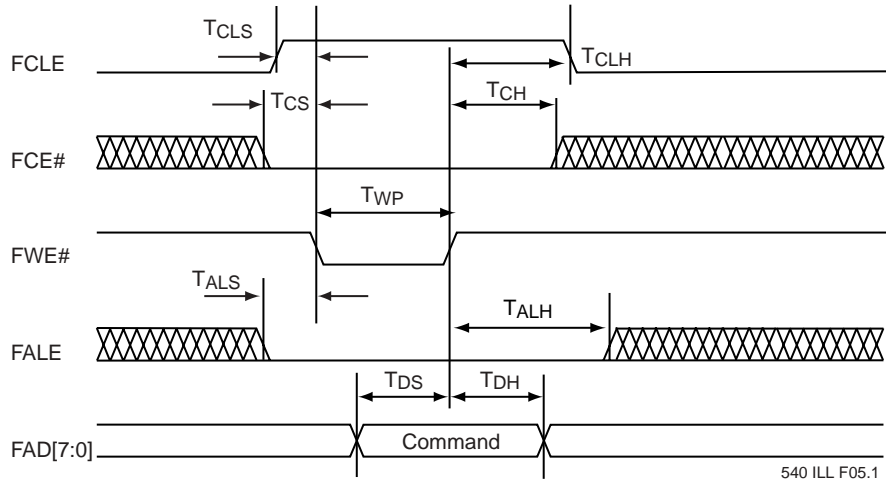 TCLS
FCLE
TCLH
TCS
TCH
FCE#
TWP
FWE#
TALS
TALH
FALE
TDS
TDH
FAD[7:0]
Command
540 ILL F05.1